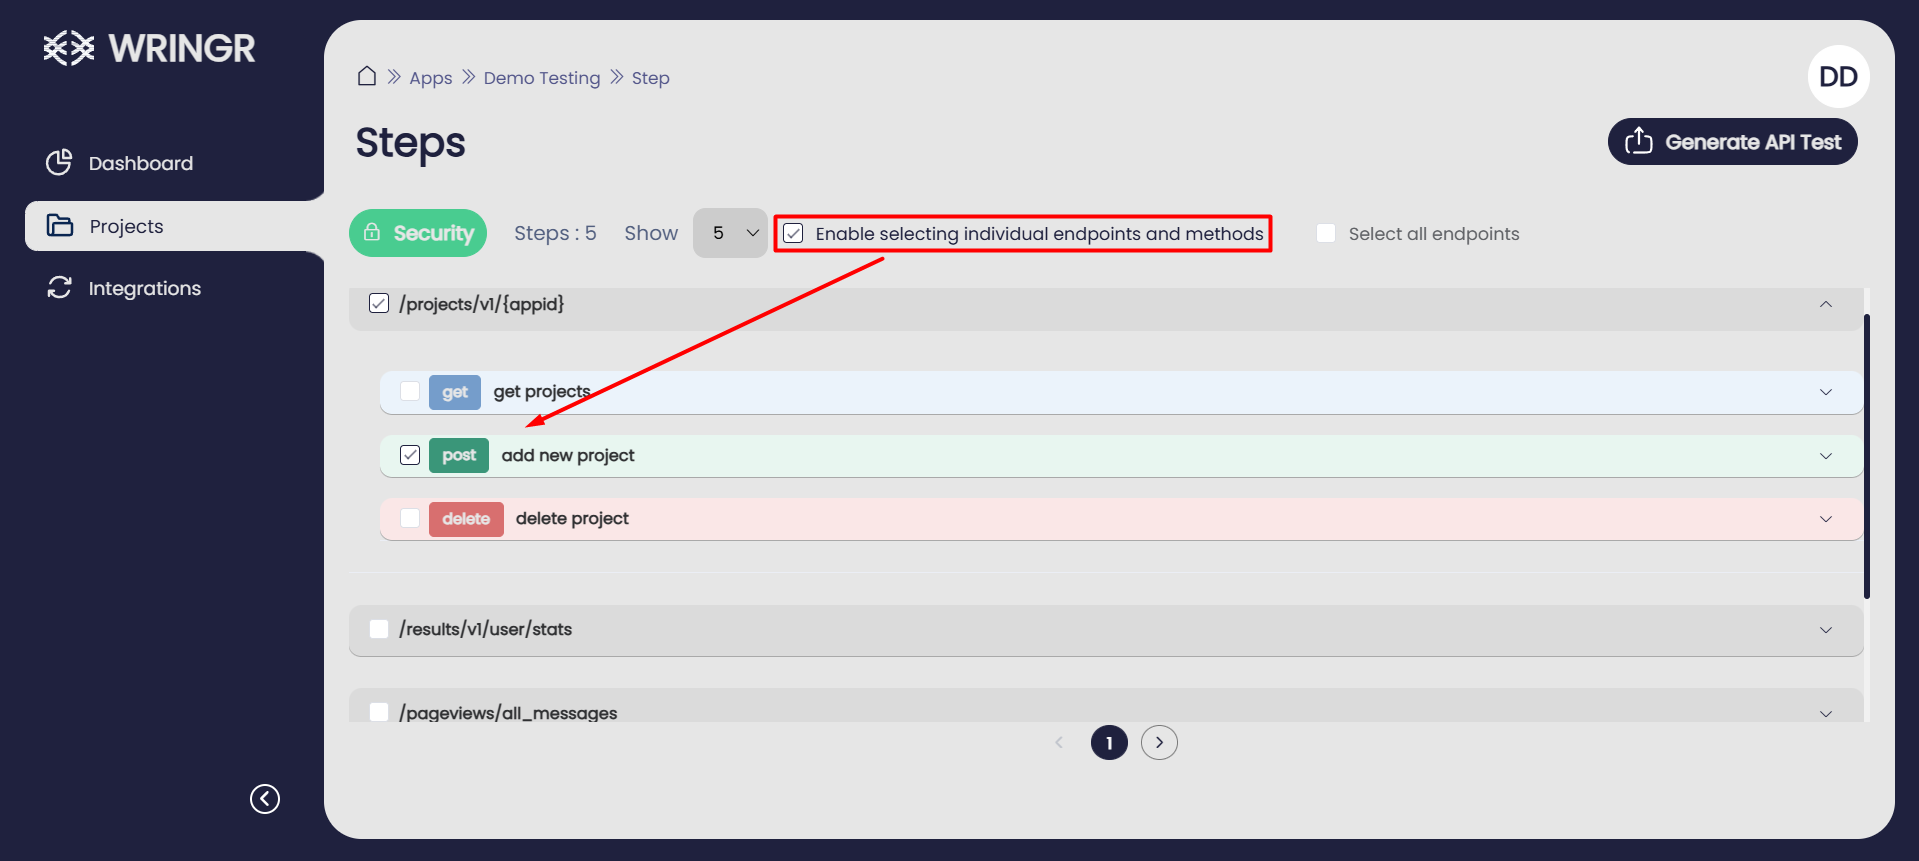 WRINGR
Dashboard
Projects
Integrations
Apps Demo Testing Step
DD
Steps
Generate API Test
Security Steps : 5 Show 5 Enable selecting individual endpoints and methods Select all endpoints
/projects/v1/{appid}
get get projects
post add new project
delete delete project
/results/v1/user/stats
/pageviews/all_messages
1